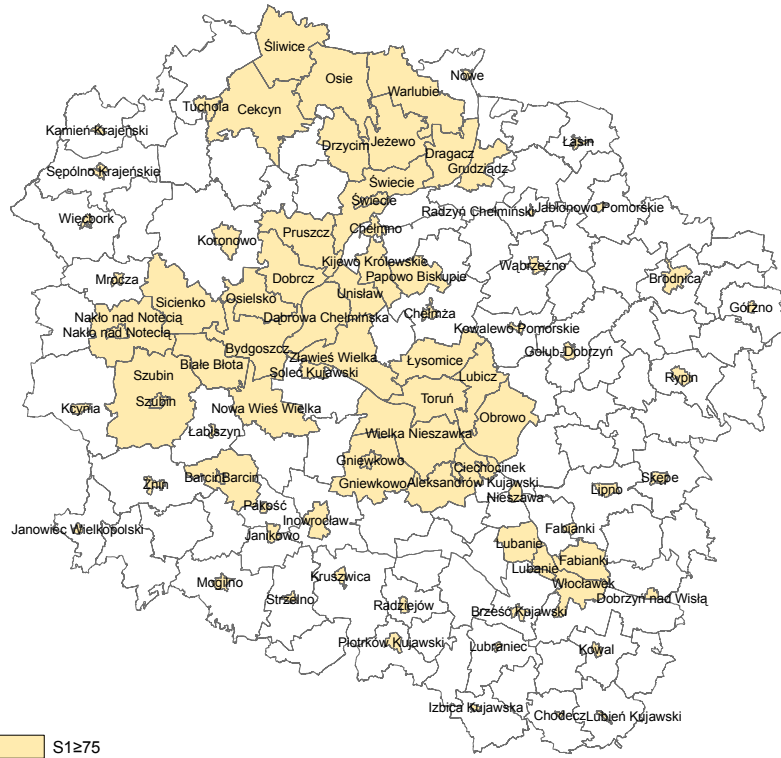 Śliwice
Osie
Nowe
Warlubie
Tuchola
Cekcyn
Kamień Krajeński
Drzycim
Jeżewo
Łasin
Dragacz
Grudziądz
Sępólno Krajeńskie
Świecie
Świecie
Radzyń Chełmiński
Jabłonowo Pomorskie
Więcbork
Chełmno
Pruszcz
Koronowo
Kijewo Królewskie
Wąbrzeźno
Mrocza
Dobrcz
Papowo Biskupie
Brodnica
Sicienko
Osielsko
Unisław
Górzno
Nakło nad Notecią
Dąbrowa Chełmińska
Chełmża
Nakło nad Notecią
Kowalewo Pomorskie
Bydgoszcz
Zławieś Wielka
Golub-Dobrzyń
Białe Błota
Łysomice
Solec Kujawski
Szubin
Lubicz
Rypin
Szubin
Toruń
Kcynia
Nowa Wieś Wielka
Obrowo
Łabiszyn
Wielka Nieszawka
Gniewkowo
Ciechocinek
Barcin
Barcin
Skępe
Żnin
Gniewkowo
Aleksandrów Kujawski
Lipno
Nieszawa
Pakość
Inowrocław
Janowiec Wielkopolski
Janikowo
Fabianki
Lubanie
Fabianki
Lubanie
Kruszwica
Mogilno
Włocławek
Strzelno
Dobrzyń nad Wisłą
Radziejów
Brześć Kujawski
Piotrków Kujawski
Lubraniec
Kowal
Izbica Kujawska
Chodecz
Lubień Kujawski
S1≥75